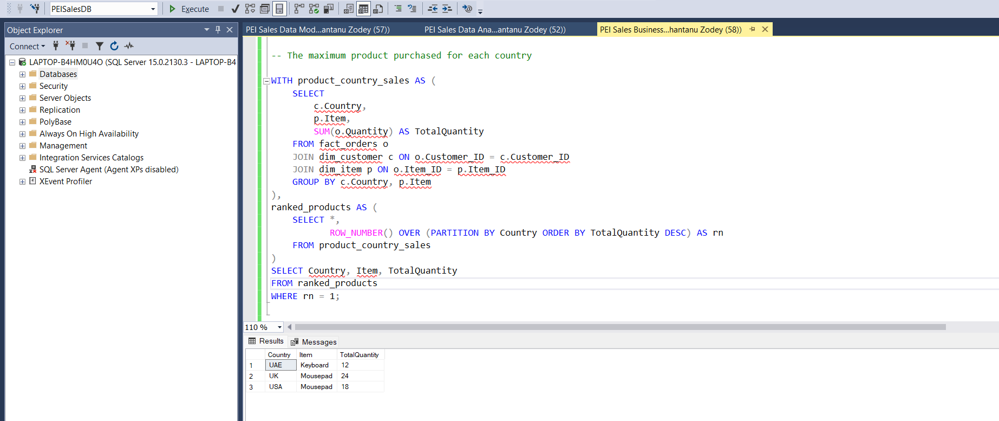 PEISalesDB
Execute
Object Explorer
PEI Sales Data Mod...antanu Zodey (57))
PEI Sales Data Ana...antanu Zodey (52))
PEI Sales Business...hantanu Zodey (58))
Connect
LAPTOP-B4HM0U4O (SQL Server 15.0.2130.3 - LAPTOP-B4
Databases
Security
Server Objects
Replication
PolyBase
Always On High Availability
Management
Integration Services Catalogs
SQL Server Agent (Agent XPs disabled)
XEvent Profiler
-- The maximum product purchased for each country
WITH product_country_sales AS (
SELECT
c.Country,
p.Item,
SUM(o.Quantity) AS TotalQuantity
FROM fact_orders o
JOIN dim_customer c ON o.Customer_ID = c.Customer_ID
JOIN dim_item p ON o.Item_ID = p.Item_ID
GROUP BY c.Country, p.Item
),
ranked_products AS (
SELECT *,
ROW_NUMBER() OVER (PARTITION BY Country ORDER BY TotalQuantity DESC) AS rn
FROM product_country_sales
)
SELECT Country, Item, TotalQuantity
FROM ranked_products
WHERE rn = 1;
110 %
Results
Messages
Country Item TotalQuantity
1 UAE Keyboard 12
2 UK Mousepad 24
3 USA Mousepad 18